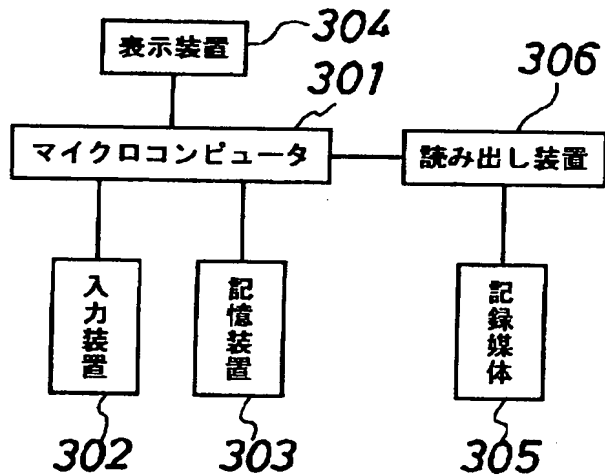 表示装置
304
301
マイクロコンピュータ
306
読み出し装置
入力装置
302
記憶装置
303
記録媒体
305